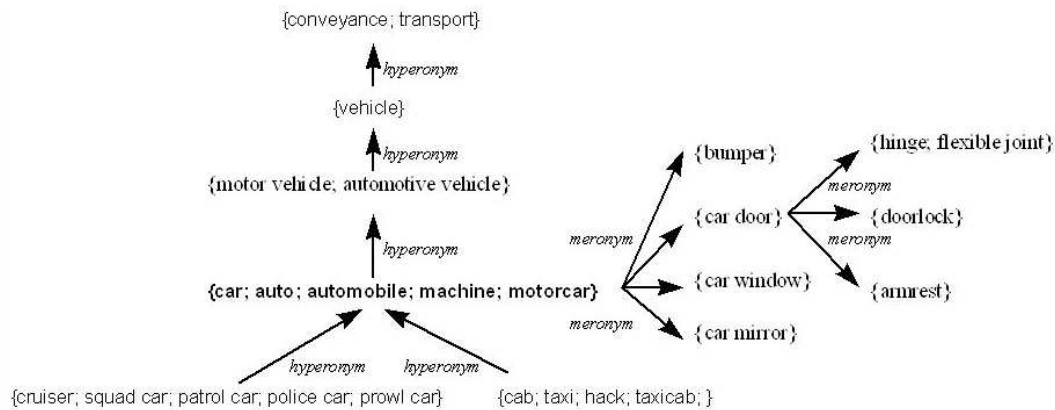 {conveyance; transport}
hyperonym
{vehicle}
hyperonym
{motor vehicle; automotive vehicle}
hyperonym
{car; auto; automobile; machine; motorcar}
hyperonym
hyperonym
{cruiser; squad car; patrol car; police car; prowl car}
{cab; taxi; hack; taxicab; }
meronym
meronym
{bumper}
{car door}
{car window}
{car mirror}
meronym
meronym
{hinge; flexible joint}
{doorlock}
{armrest}